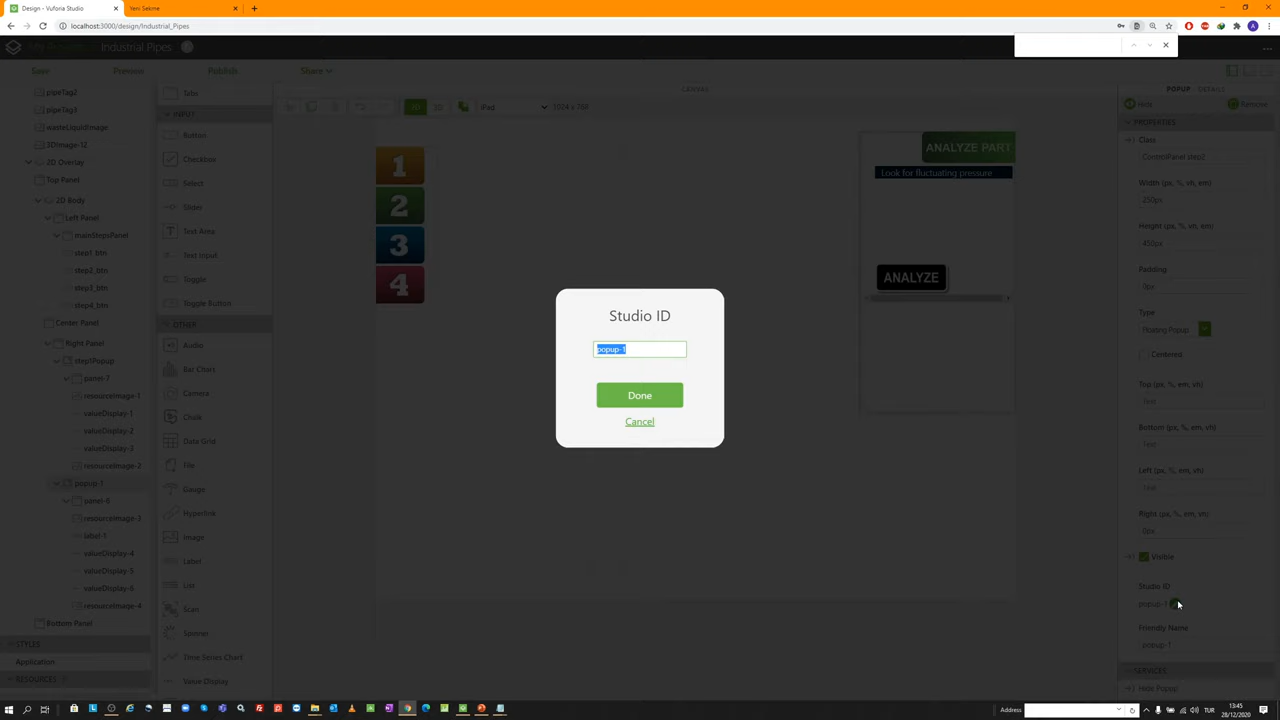 Design - Vuforia Studio
Yeni Sekme
localhost:3000/design/Industrial_Pipes
Industrial Pipes
Save
Preview
Publish
Share
CANVAS
POPUP
DETAIL
pipeTag2
pipeTag3
wasteLiquidImage
3DImage-12
2D Overlay
Top Panel
2D Body
Left Panel
mainStepsPanel
step1_btn
step2_btn
step3_btn
step4_btn
Center Panel
Right Panel
step1Popup
panel-7
resourceImage-1
valueDisplay-1
valueDisplay-2
valueDisplay-3
resourceImage-2
popup-1
panel-8
resourceImage-3
label-1
valueDisplay-4
valueDisplay-5
valueDisplay-6
resourceImage-4
Bottom Panel
STYLES
Application
RESOURCES
Tabs
INPUT
Button
Checkbox
Select
Slider
Text Area
Text Input
Toggle
Toggle Button
OTHER
Audio
Bar Chart
Camera
Chalk
Data Grid
File
Gauge
Hyperlink
Image
Label
List
Scan
Spinner
Time Series Chart
Value Display
iPad
1024 x 768
1
2
3
4
ANALYZE PART
Look for fluctuating pressure
ANALYZE
Studio ID
popup-1
Done
Cancel
Hide
Remove
PROPERTIES
Class
ControlPanel step2
Width (px, %, vh, em)
250px
Height (px, %, vh, em)
450px
Padding
0px
Type
Floating Popup
Centered
Top (px, %, em, vh)
Text
Bottom (px, %, em, vh)
Text
Left (px, %, em, vh)
Text
Right (px, %, em, vh)
0px
Visible
Studio ID
popup-1
Friendly Name
popup-1
SERVICES
Hide Popup
Address
TUR
13:45
28/12/2020